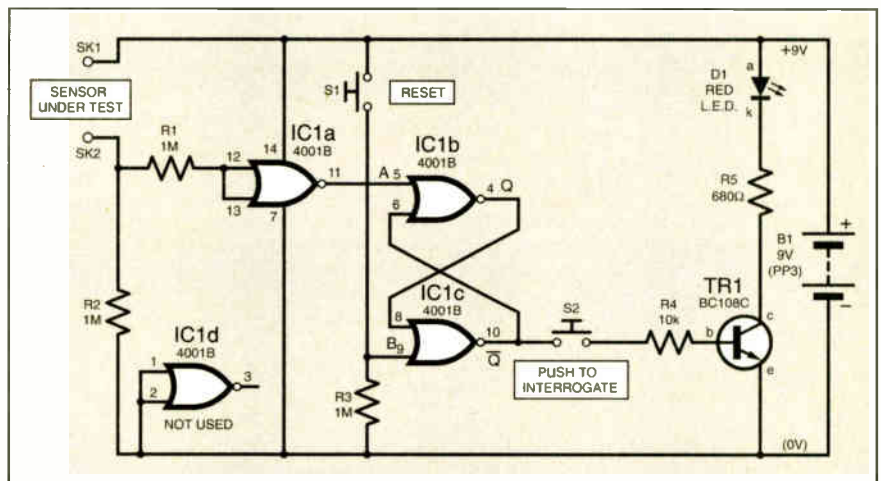 SK1
+9V
SENSOR
UNDER TEST
SK2
S1
RESET
a
D1
RED
L.E.D.
k
R1
1M
IC1a
4001B
14
12
13
11
7
IC1b
4001B
A 5
4 Q
6
R5
680Ω
B1
9V
(PP3)
+
−
R2
1M
IC1d
4001B
1
2
3
NOT USED
IC1c
4001B
8
B 9
10
Q̅
S2
PUSH TO
INTERROGATE
R4
10k
TR1
BC108C
b
c
e
R3
1M
(0V)